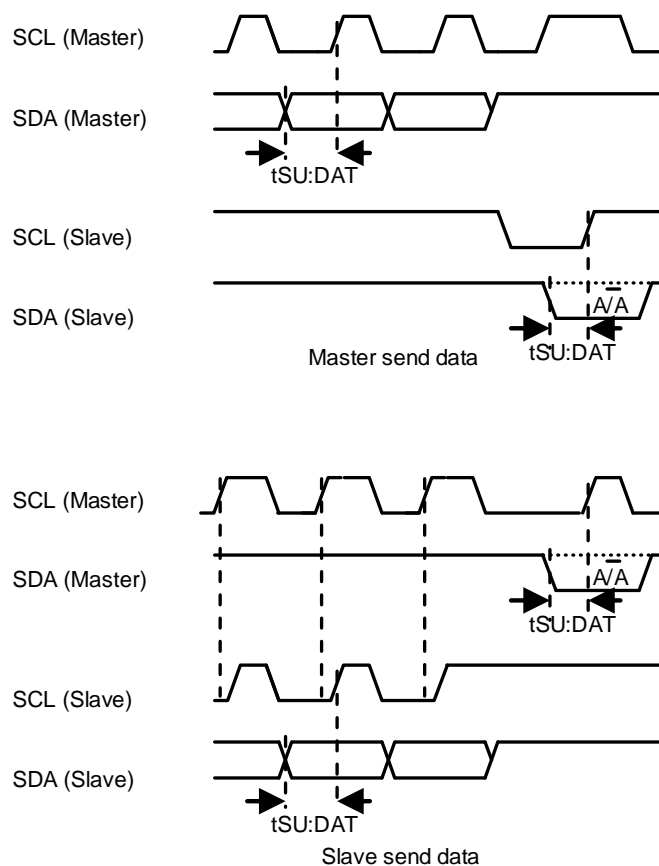 SCL (Master)
SDA (Master)
tSU:DAT
SCL (Slave)
SDA (Slave)
A/A̅
tSU:DAT
Master send data
SCL (Master)
SDA (Master)
A/A̅
tSU:DAT
SCL (Slave)
SDA (Slave)
tSU:DAT
Slave send data